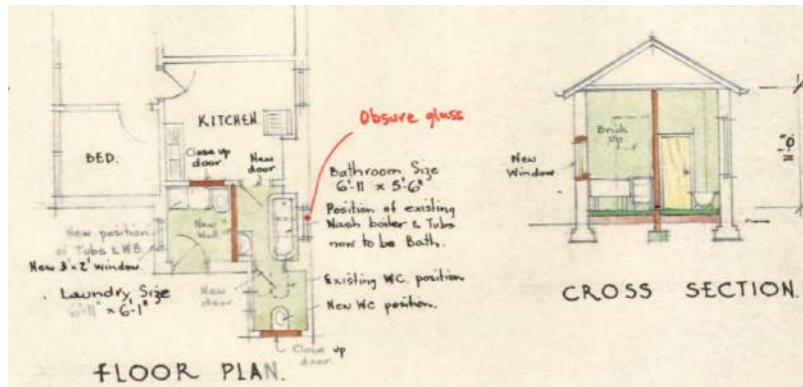 KITCHEN
BED.
Close up
door
New
door
Obsure glass
Bathroom Size
6'-11" x 5'-6"
Position of existing
Wash boiler & Tubs
now to be Bath.
New
Wall
New position
of Tubs & WB.
New 3' x 2' window.
Laundry Size
6'-11" x 6'-1"
New
door
Existing WC. position
New WC position.
Close up
door.
FLOOR PLAN.
Brick
up
New
Window
CROSS SECTION.